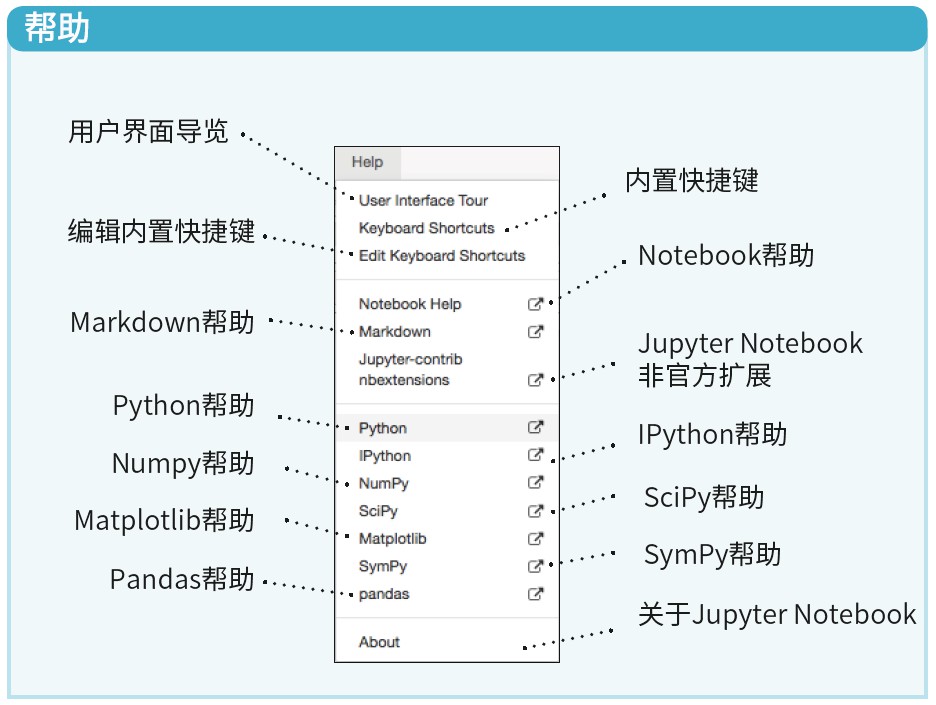 帮助
用户界面导览
编辑内置快捷键
Markdown帮助
Python帮助
Numpy帮助
Matplotlib帮助
Pandas帮助
Help
User Interface Tour
Keyboard Shortcuts
Edit Keyboard Shortcuts
Notebook Help
Markdown
Jupyter-contrib
nbextensions
Python
IPython
NumPy
SciPy
Matplotlib
SymPy
pandas
About
内置快捷键
Notebook帮助
Jupyter Notebook
非官方扩展
IPython帮助
SciPy帮助
SymPy帮助
关于Jupyter Notebook